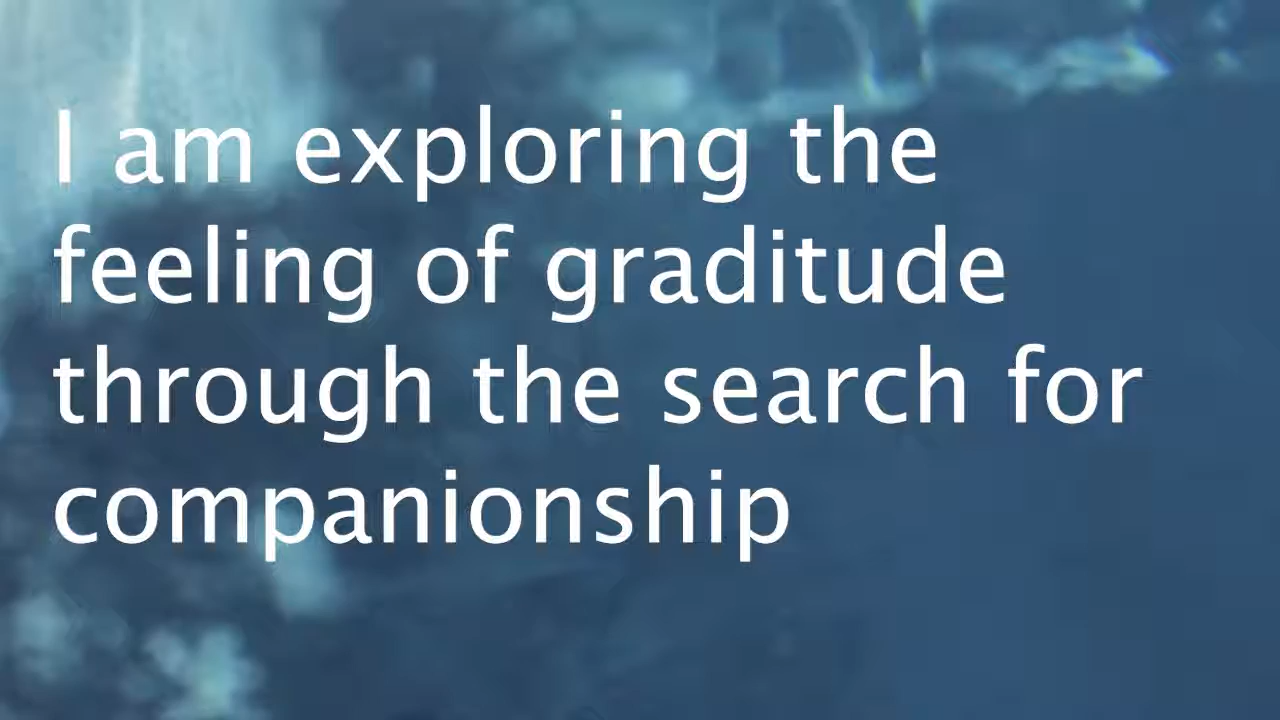 I am exploring the
feeling of graditude
through the search for
companionship